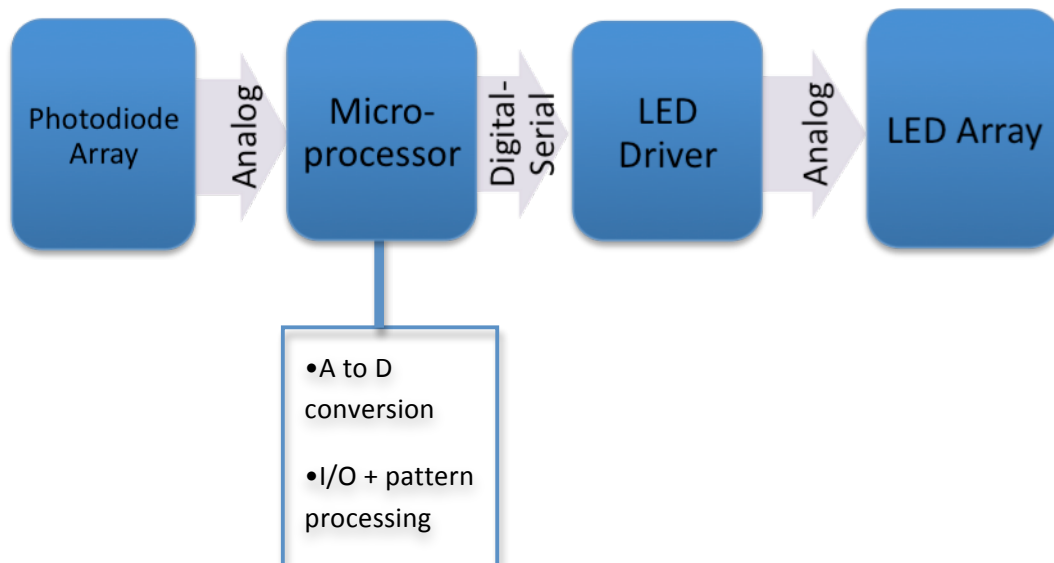 Photodiode
Array
Analog
Micro-
processor
Digital-
Serial
LED
Driver
Analog
LED Array
•A to D
conversion
•I/O + pattern
processing